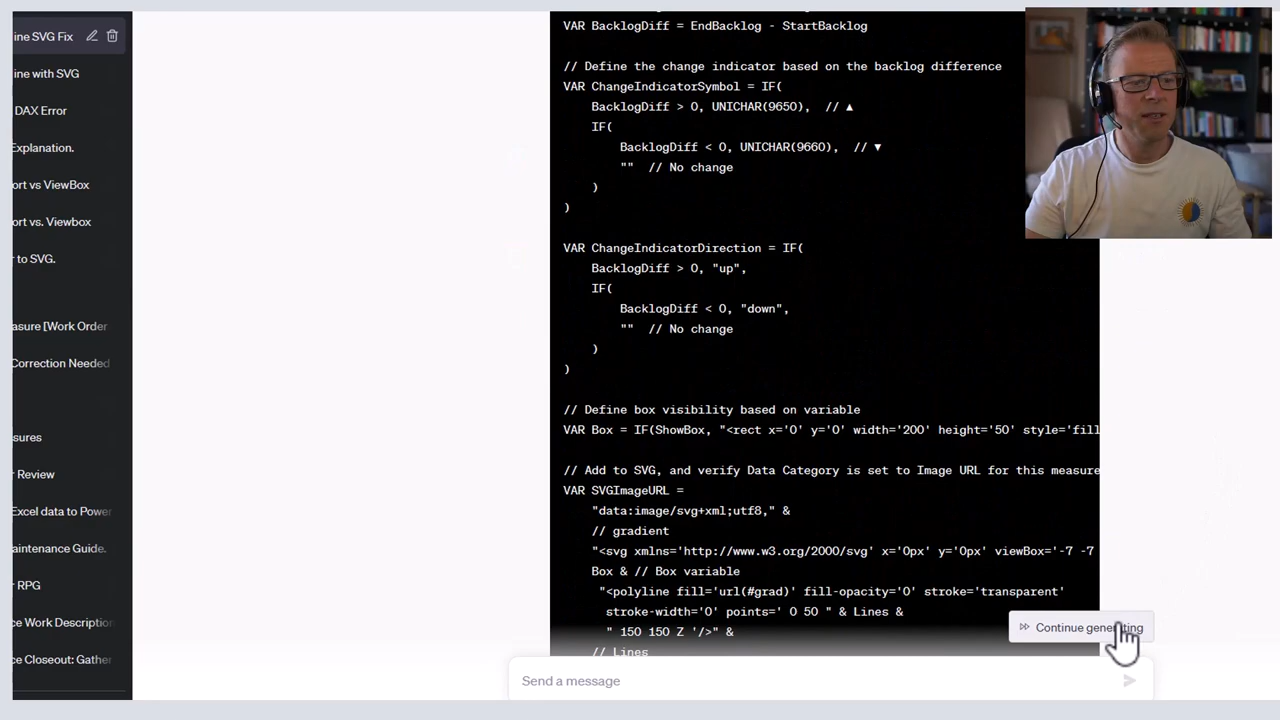 ine SVG Fix
ine with SVG
DAX Error
Explanation.
ort vs ViewBox
ort vs. Viewbox
r to SVG.
asure [Work Order
Correction Needed
sures
r Review
Excel data to Power
aintenance Guide.
r RPG
ce Work Description
ce Closeout: Gather
VAR BacklogDiff = EndBacklog - StartBacklog
// Define the change indicator based on the backlog difference
VAR ChangeIndicatorSymbol = IF(
BacklogDiff > 0, UNICHAR(9650), // ▲
IF(
BacklogDiff < 0, UNICHAR(9660), // ▼
"" // No change
)
)
VAR ChangeIndicatorDirection = IF(
BacklogDiff > 0, "up",
IF(
BacklogDiff < 0, "down",
"" // No change
)
)
// Define box visibility based on variable
VAR Box = IF(ShowBox, "<rect x='0' y='0' width='200' height='50' style='fill
// Add to SVG, and verify Data Category is set to Image URL for this measure
VAR SVGImageURL =
"data:image/svg+xml;utf8," &
// gradient
"<svg xmlns='http://www.w3.org/2000/svg' x='0px' y='0px' viewBox='-7 -7
Box & // Box variable
"<polyline fill='url(#grad)' fill-opacity='0' stroke='transparent'
stroke-width='0' points=' 0 50 " & Lines &
" 150 150 Z '/>" &
// Lines
Continue generating
Send a message